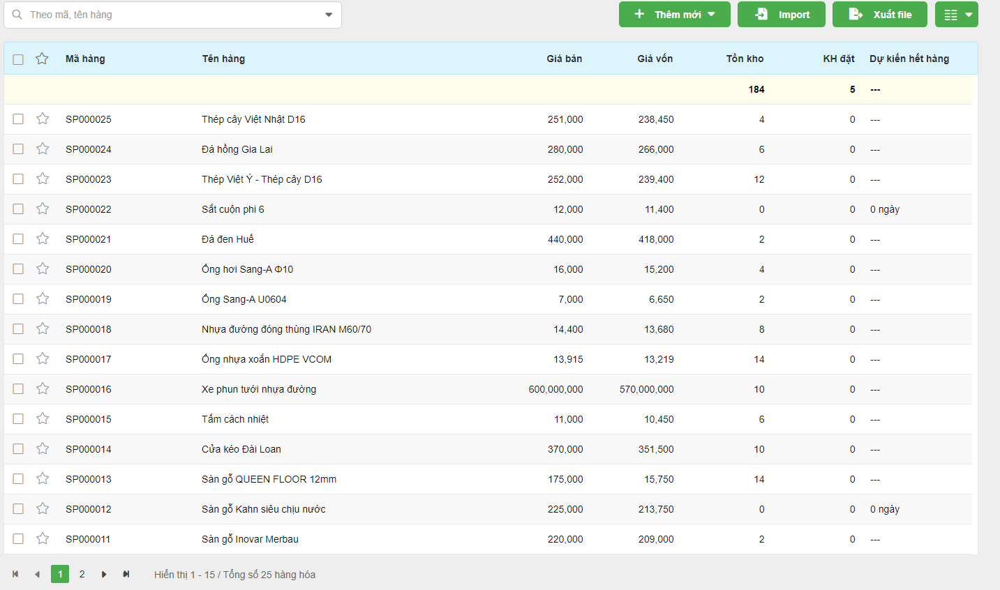 Theo mã, tên hàng Thêm mới Import Xuất file
Mã hàng Tên hàng Giá bán Giá vốn Tồn kho KH đặt Dự kiến hết hàng
184 5 ---
SP000025 Thép cây Việt Nhật D16 251,000 238,450 4 0 ---
SP000024 Đá hồng Gia Lai 280,000 266,000 6 0 ---
SP000023 Thép Việt Ý - Thép cây D16 252,000 239,400 12 0 ---
SP000022 Sắt cuộn phi 6 12,000 11,400 0 0 0 ngày
SP000021 Đá đen Huế 440,000 418,000 2 0 ---
SP000020 Ống hơi Sang-A Φ10 16,000 15,200 4 0 ---
SP000019 Ống Sang-A U0604 7,000 6,650 2 0 ---
SP000018 Nhựa đường đóng thùng IRAN M60/70 14,400 13,680 8 0 ---
SP000017 Ống nhựa xoắn HDPE VCOM 13,915 13,219 14 0 ---
SP000016 Xe phun tưới nhựa đường 600,000,000 570,000,000 10 0 ---
SP000015 Tấm cách nhiệt 11,000 10,450 6 0 ---
SP000014 Cửa kéo Đài Loan 370,000 351,500 10 0 ---
SP000013 Sàn gỗ QUEEN FLOOR 12mm 175,000 15,750 14 0 ---
SP000012 Sàn gỗ Kahn siêu chịu nước 225,000 213,750 0 0 0 ngày
SP000011 Sàn gỗ Inovar Merbau 220,000 209,000 2 0 ---
1 2 Hiển thị 1 - 15 / Tổng số 25 hàng hóa